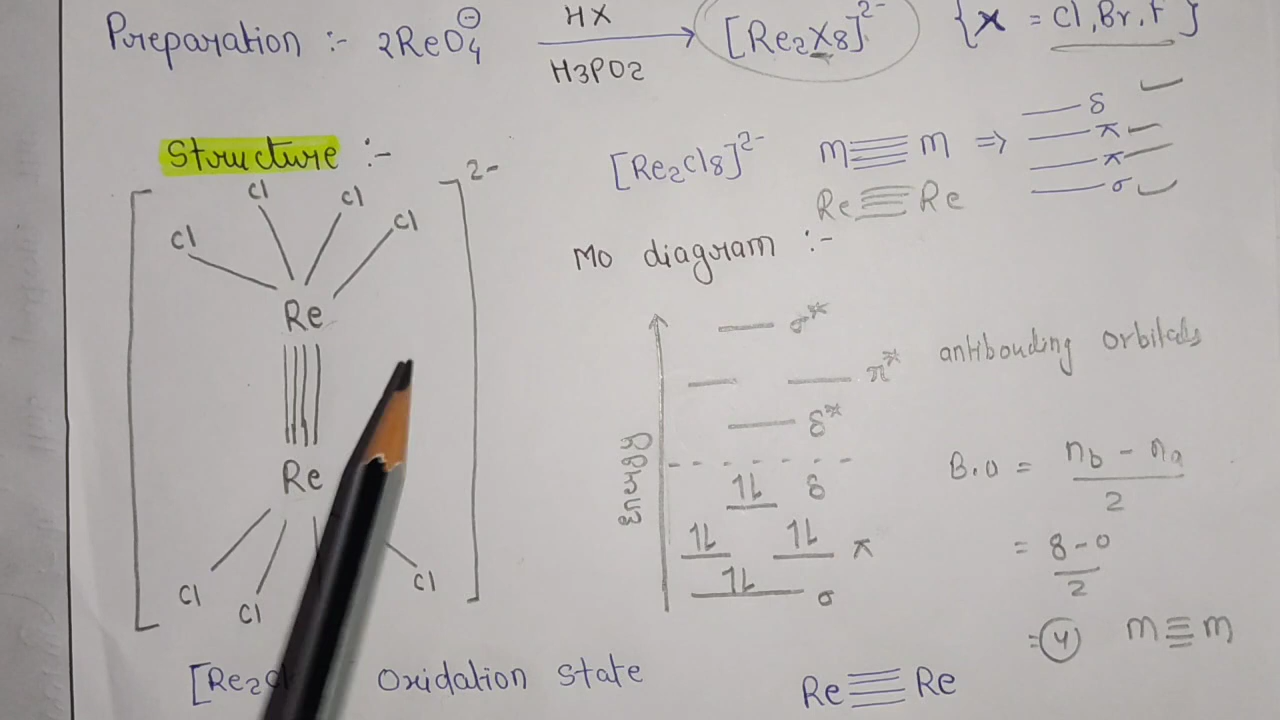 Preparation :- 2ReO4⊖ HX H3PO2 [Re2X8]2- {X = Cl, Br, F}
Structure :-
[Re2Cl8]2- m≣m ⇒ δ π π σ
Re≣Re
2-
Cl Cl Cl Cl
Re
Re
Cl Cl Cl
MO diagram :-
Energy
σ*
π* antibonding orbitals
δ*
1L δ
1L 1L π
1L σ
B.O = nb - na / 2
= 8-0 / 2
= 4 m≡m
[Re2 Oxidation state
Re≣Re